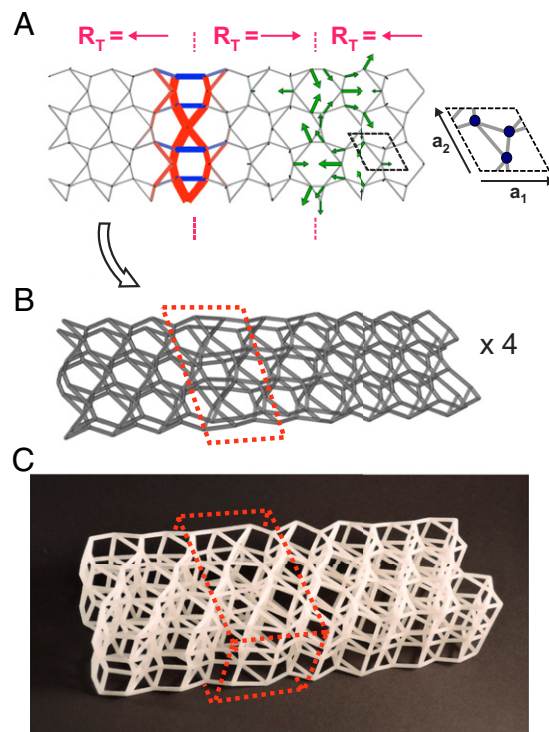 A
R_T = ← R_T = → R_T = ←
a_2
a_1
B
x 4
C